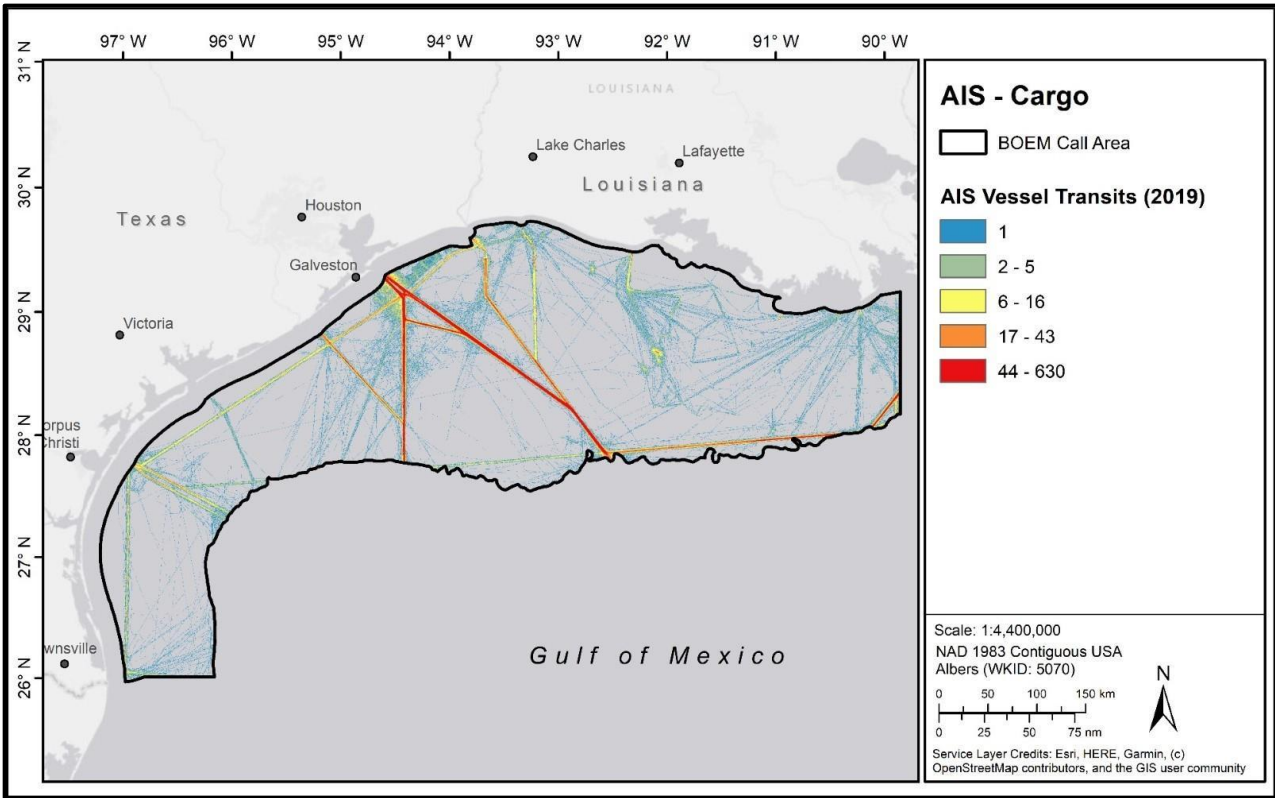 97° W 96° W 95° W 94° W 93° W 92° W 91° W 90° W
31° N
30° N
29° N
28° N
27° N
26° N
LOUISIANA
Lake Charles
Lafayette
Louisiana
Houston
Texas
Galveston
Victoria
orpus
Christi
wnsville
Gulf of Mexico
AIS - Cargo
BOEM Call Area
AIS Vessel Transits (2019)
1
2 - 5
6 - 16
17 - 43
44 - 630
Scale: 1:4,400,000
NAD 1983 Contiguous USA
Albers (WKID: 5070)
N
0 50 100 150 km
0 25 50 75 nm
Service Layer Credits: Esri, HERE, Garmin, (c)
OpenStreetMap contributors, and the GIS user community